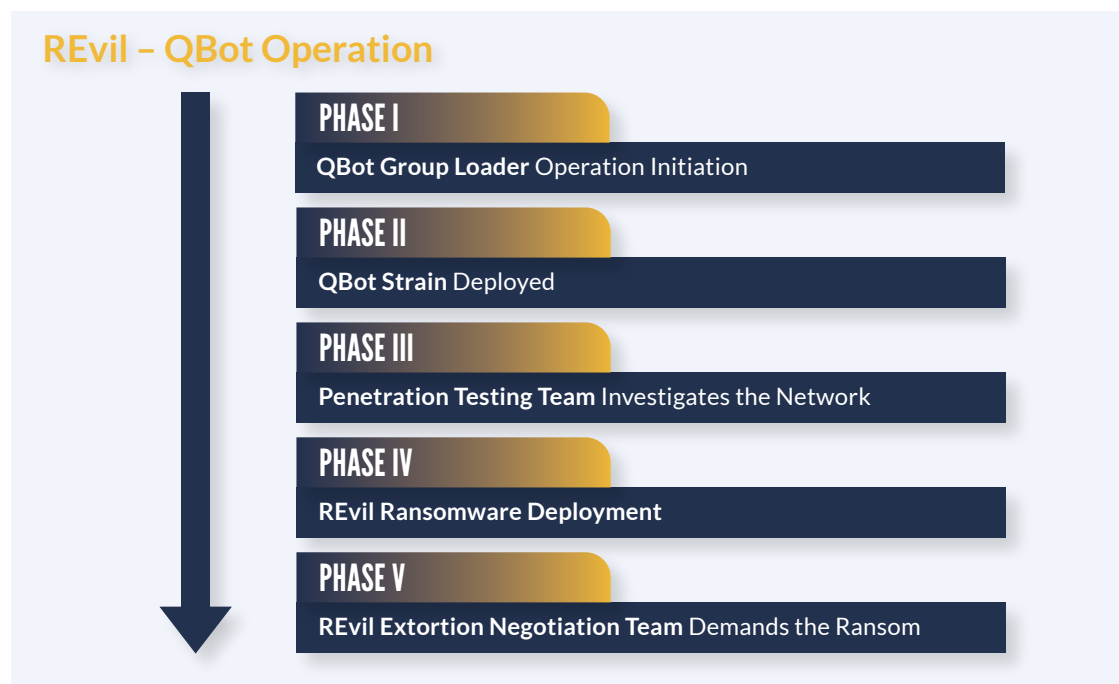 REvil – QBot Operation
PHASE I
QBot Group Loader Operation Initiation
PHASE II
QBot Strain Deployed
PHASE III
Penetration Testing Team Investigates the Network
PHASE IV
REvil Ransomware Deployment
PHASE V
REvil Extortion Negotiation Team Demands the Ransom